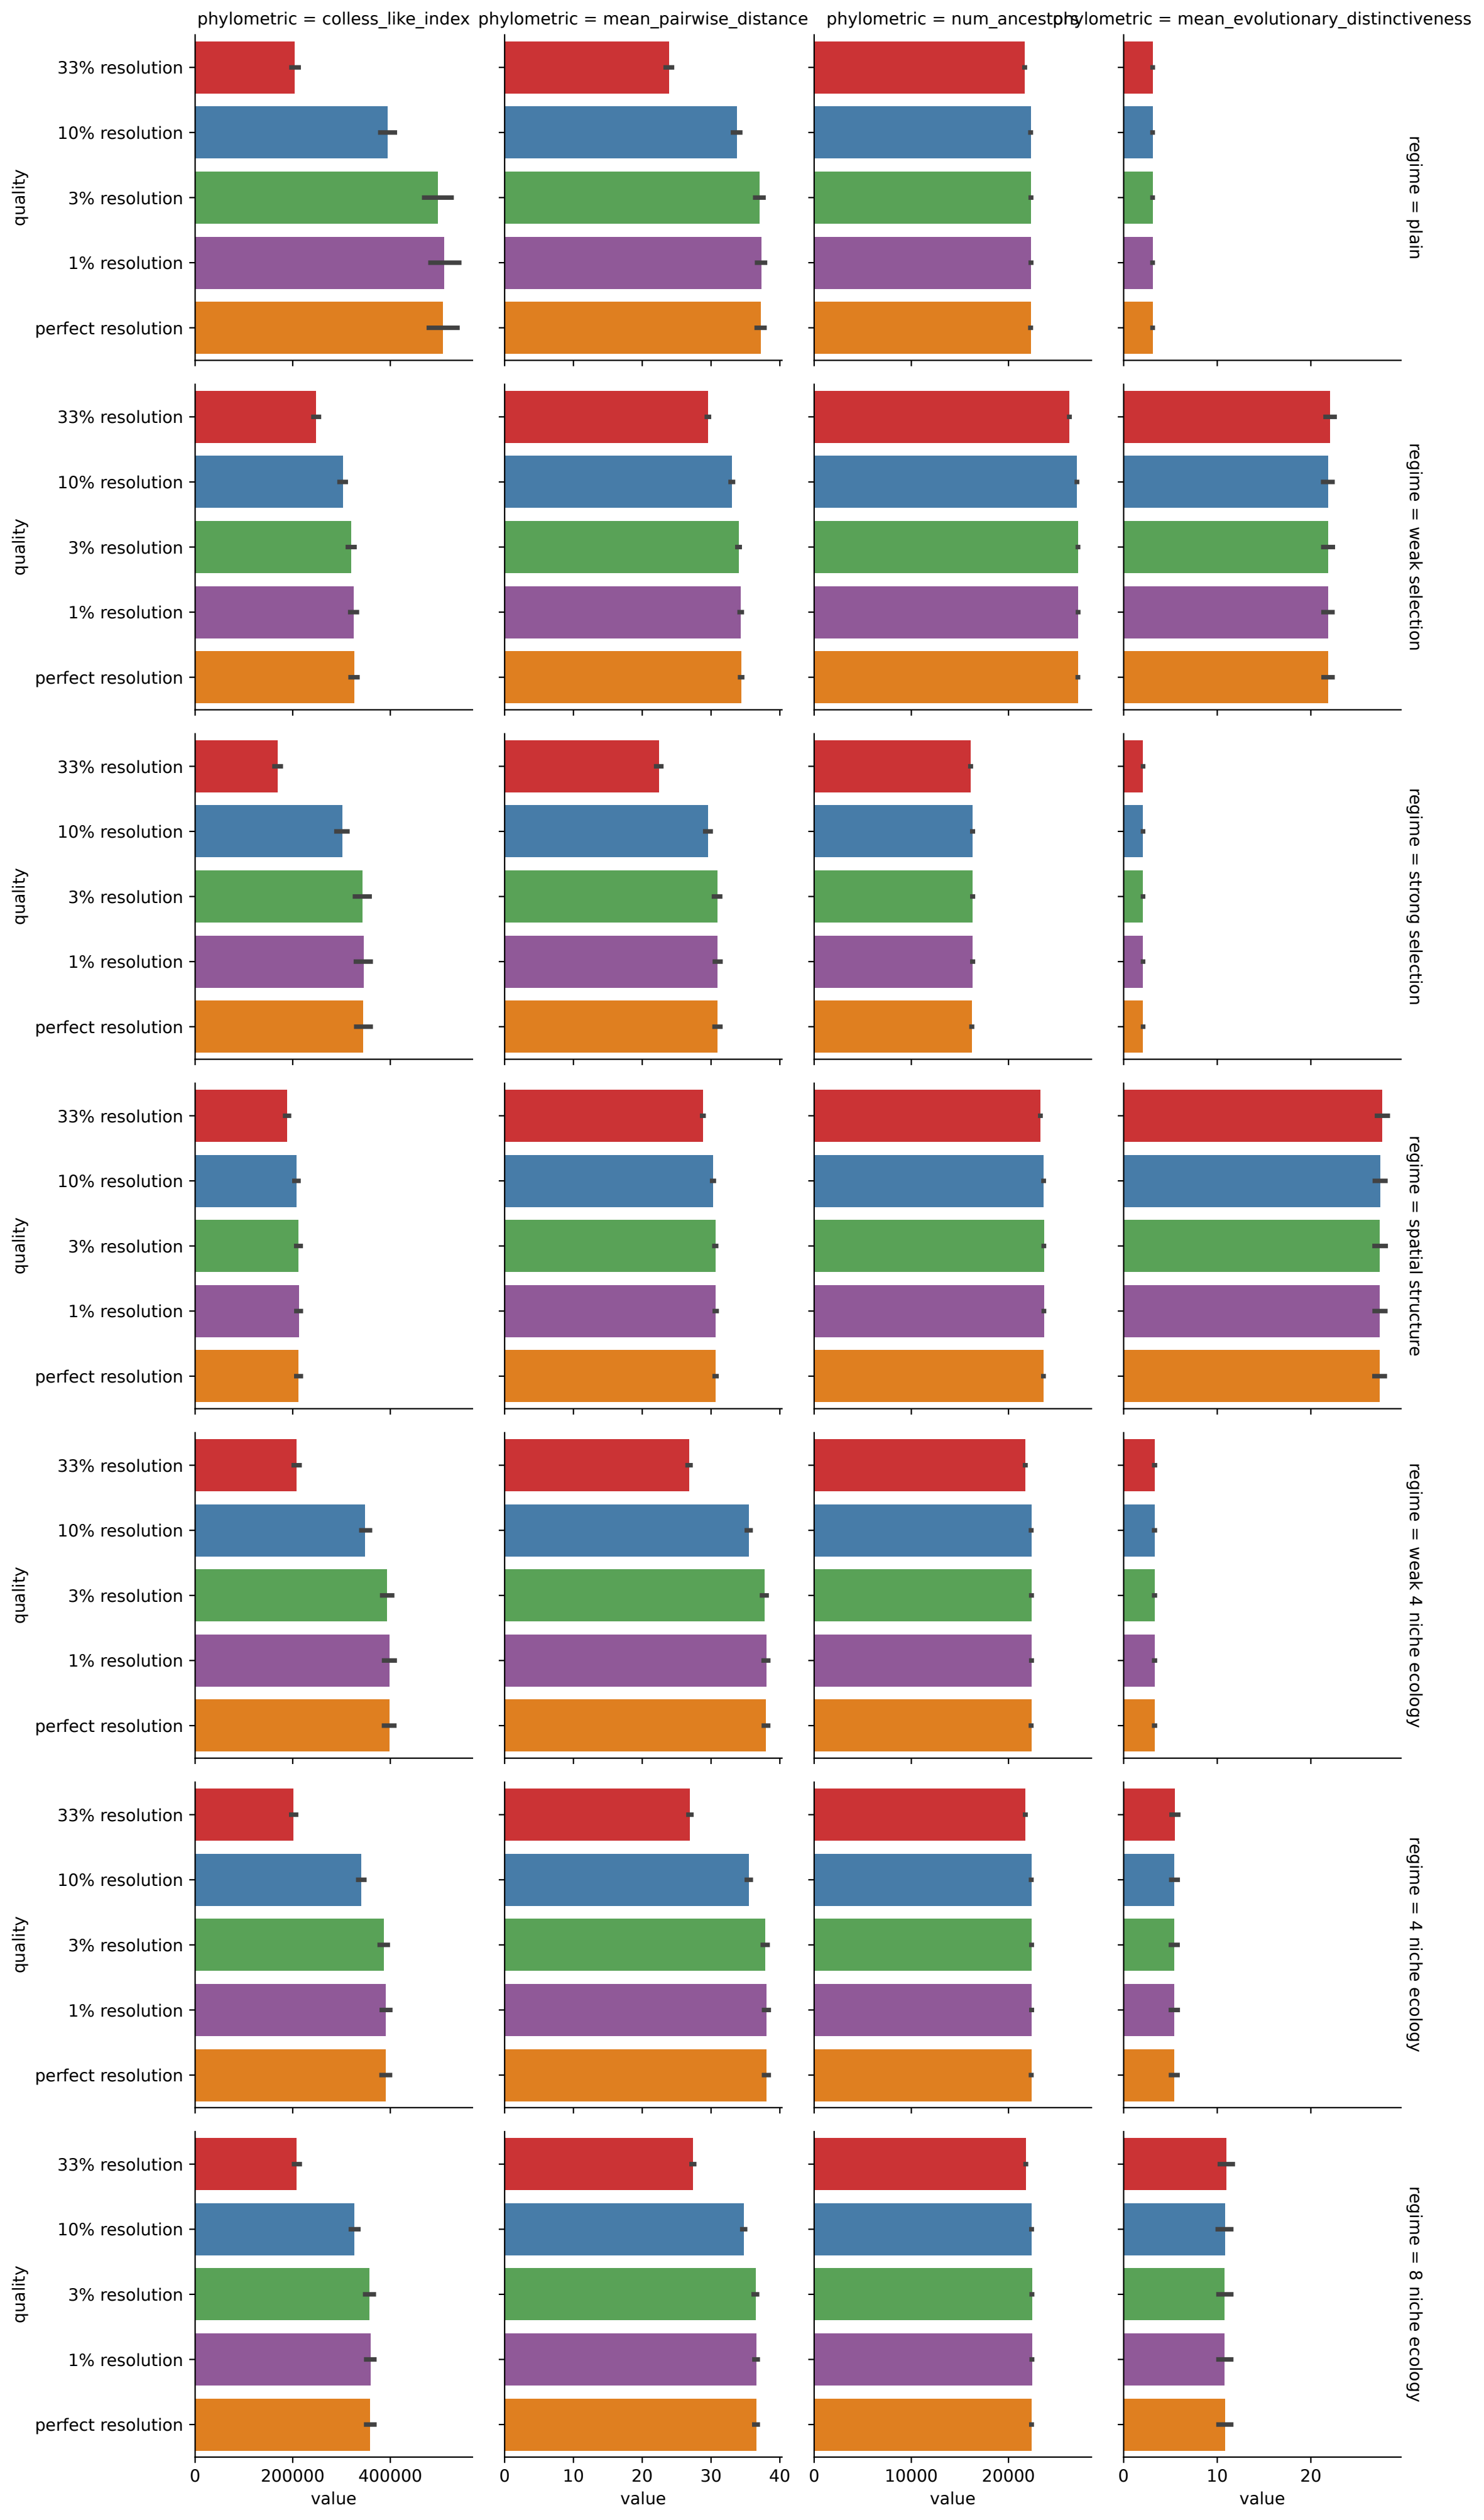 phylometric = colless_like_index
phylometric = mean_pairwise_distance
phylometric = num_ancestors
phylometric = mean_evolutionary_distinctiveness
33% resolution
10% resolution
3% resolution
1% resolution
perfect resolution
quality
regime = plain
33% resolution
10% resolution
3% resolution
1% resolution
perfect resolution
quality
regime = weak selection
33% resolution
10% resolution
3% resolution
1% resolution
perfect resolution
quality
regime = strong selection
33% resolution
10% resolution
3% resolution
1% resolution
perfect resolution
quality
regime = spatial structure
33% resolution
10% resolution
3% resolution
1% resolution
perfect resolution
quality
regime = weak 4 niche ecology
33% resolution
10% resolution
3% resolution
1% resolution
perfect resolution
quality
regime = 4 niche ecology
33% resolution
10% resolution
3% resolution
1% resolution
perfect resolution
quality
regime = 8 niche ecology
0 200000 400000
0 10 20 30 40
0 10000 20000
0 10 20
value
value
value
value